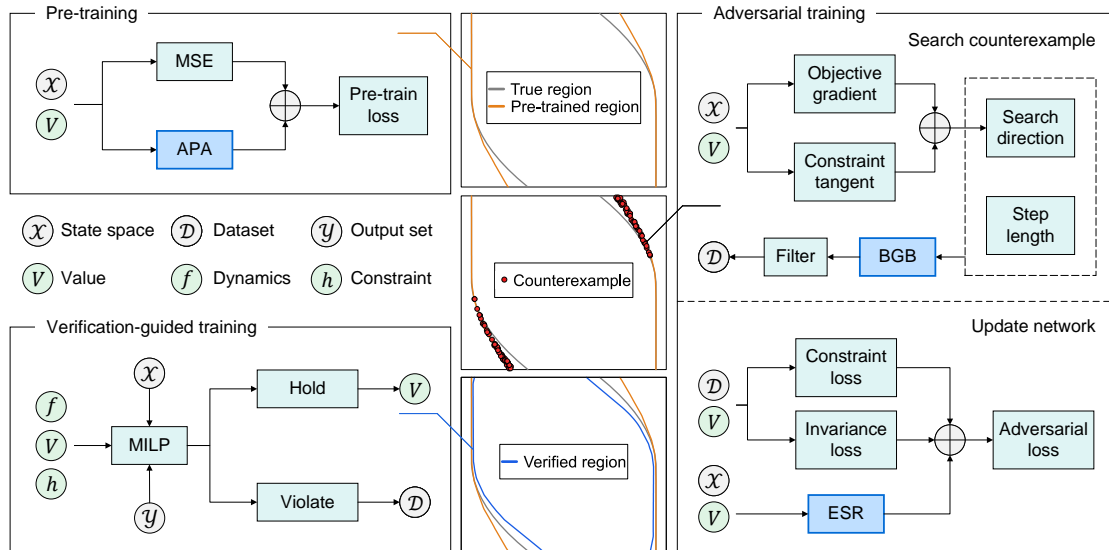 Pre-training
𝒳
V
MSE
APA
Pre-train
loss
True region
Pre-trained region
Adversarial training
Search counterexample
𝒳
V
Objective
gradient
Constraint
tangent
Search
direction
Step
length
BGB
Filter
𝒟
𝒳 State space
𝒟 Dataset
𝒴 Output set
V Value
f Dynamics
h Constraint
Counterexample
Verification-guided training
𝒳
f
V
h
MILP
𝒴
Hold
V
Violate
𝒟
Verified region
Update network
𝒟
V
Constraint
loss
Invariance
loss
Adversarial
loss
𝒳
V
ESR